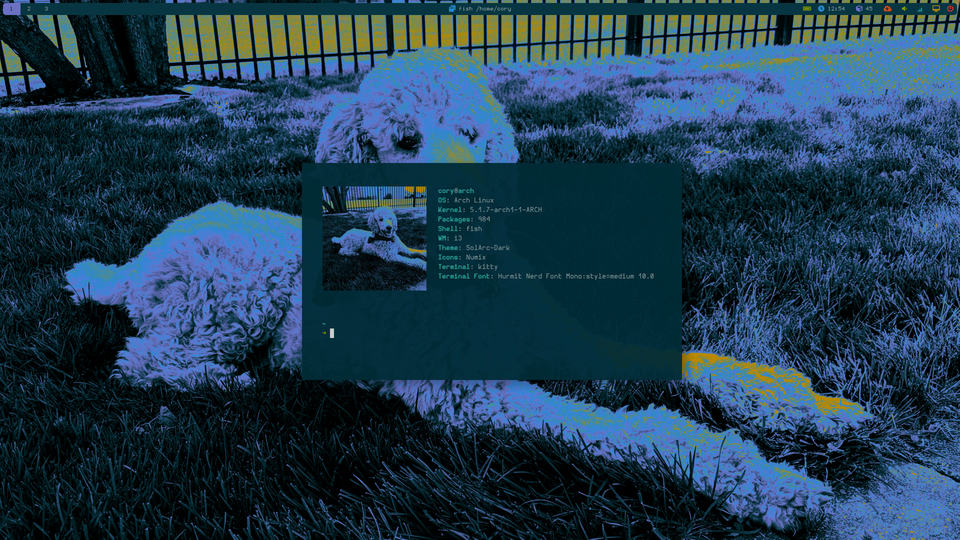 1 2 3
fish /home/cory
12:54
45
cory@arch
OS: Arch Linux
Kernel: 5.1.7-arch1-1-ARCH
Packages: 984
Shell: fish
WM: i3
Theme: SolArc-Dark
Icons: Numix
Terminal: kitty
Terminal Font: Hurmit Nerd Font Mono:style=medium 10.0
~